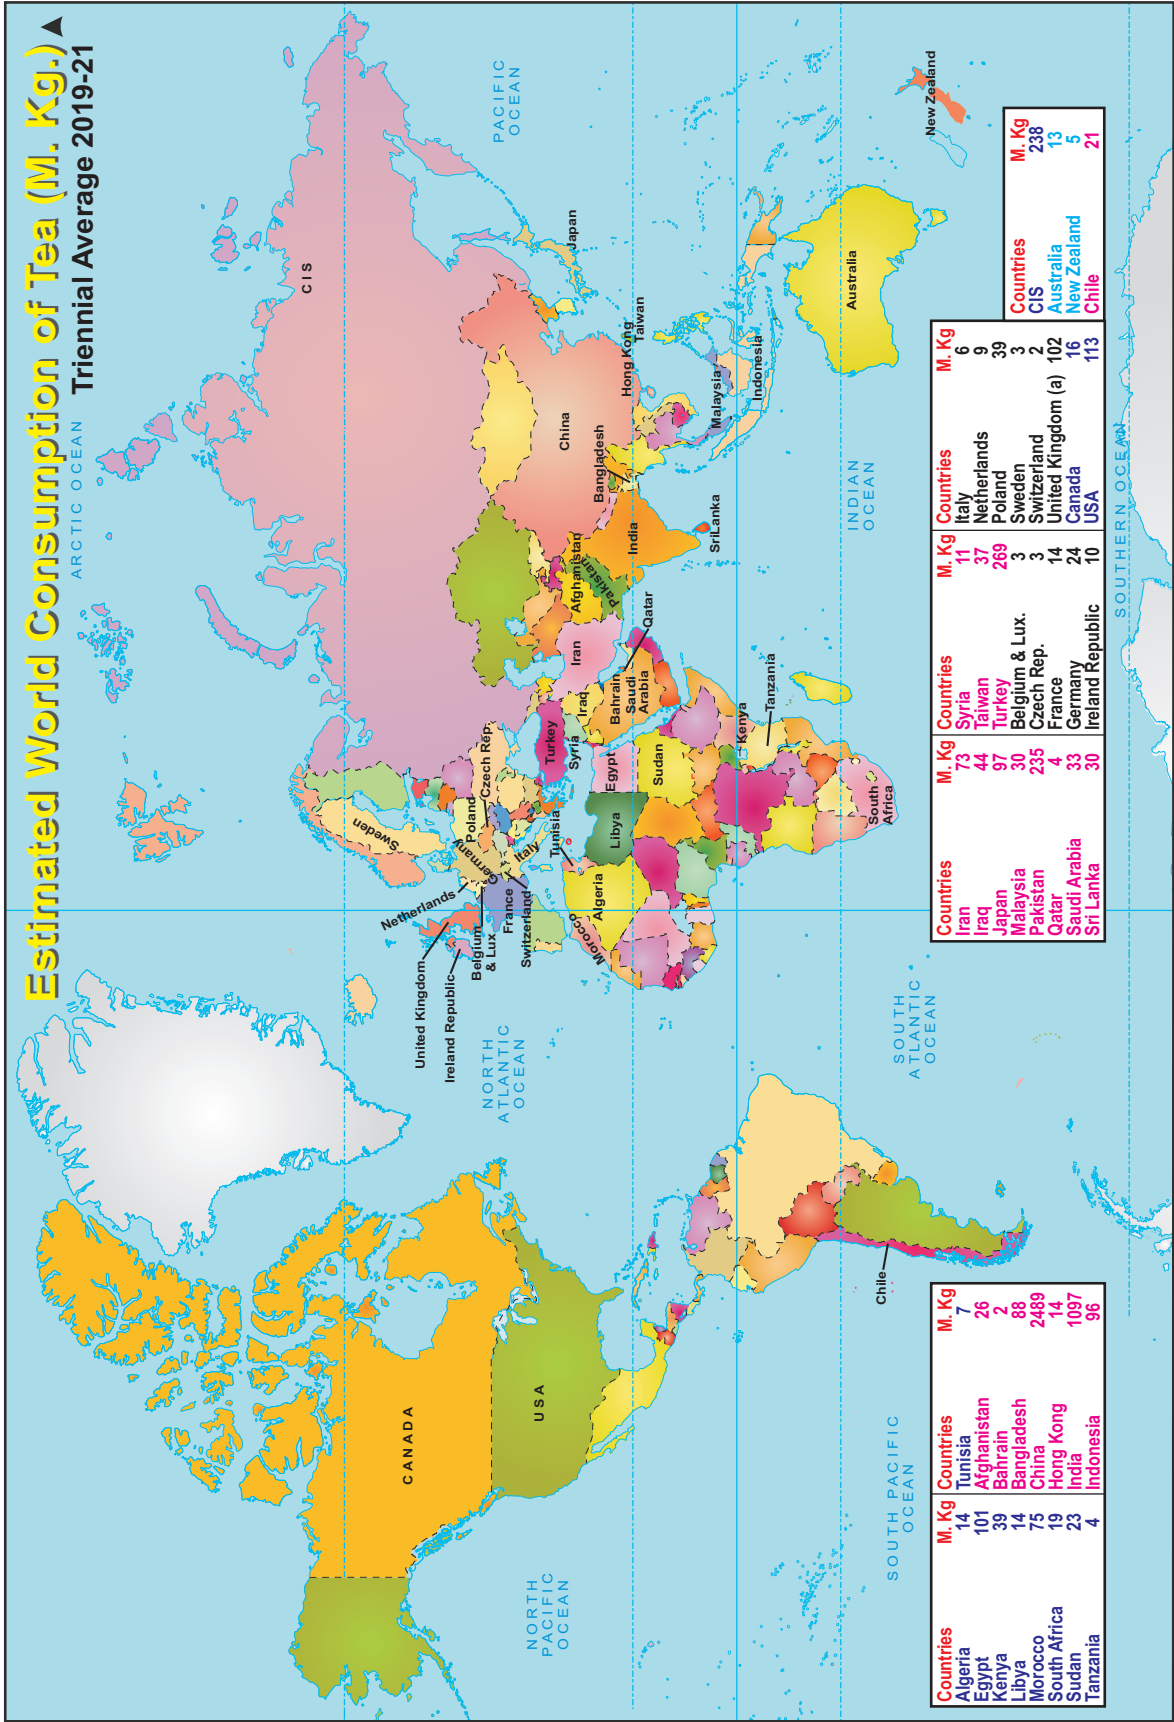 Estimated World Consumption of Tea (M. Kg.)
Triennial Average 2019-21
ARCTIC OCEAN
PACIFIC
OCEAN
NORTH
ATLANTIC
OCEAN
NORTH
PACIFIC
OCEAN
SOUTH PACIFIC
OCEAN
SOUTH
ATLANTIC
OCEAN
INDIAN
OCEAN
SOUTHERN OCEAN
CANADA
USA
Chile
CIS
Sweden
Netherlands
United Kingdom
Ireland Republic
Belgium
& Lux
France
Switzerland
Germany
Poland
Czech Rep.
Italy
Tunisia
Morocco
Algeria
Libya
Egypt
Sudan
Kenya
Tanzania
South
Africa
Turkey
Syria
Iraq
Iran
Bahrain
Saudi
Arabia
Qatar
Afghanistan
Pakistan
India
SriLanka
Bangladesh
China
Hong Kong
Taiwan
Japan
Malaysia
Indonesia
Australia
New Zealand
Countries M. Kg
Algeria 14
Egypt 101
Kenya 39
Libya 14
Morocco 75
South Africa 19
Sudan 23
Tanzania 4
Countries M. Kg
Tunisia 7
Afghanistan 26
Bahrain 2
Bangladesh 88
China 2489
Hong Kong 14
India 1097
Indonesia 96
Countries M. Kg
Iran 73
Iraq 44
Japan 97
Malaysia 30
Pakistan 235
Qatar 4
Saudi Arabia 33
Sri Lanka 30
Countries M. Kg
Syria 11
Taiwan 37
Turkey 269
Belgium & Lux. 3
Czech Rep. 3
France 14
Germany 24
Ireland Republic 10
Countries M. Kg
Italy 6
Netherlands 9
Poland 39
Sweden 3
Switzerland 2
United Kingdom (a) 102
Canada 16
USA 113
Countries M. Kg
CIS 238
Australia 13
New Zealand 5
Chile 21